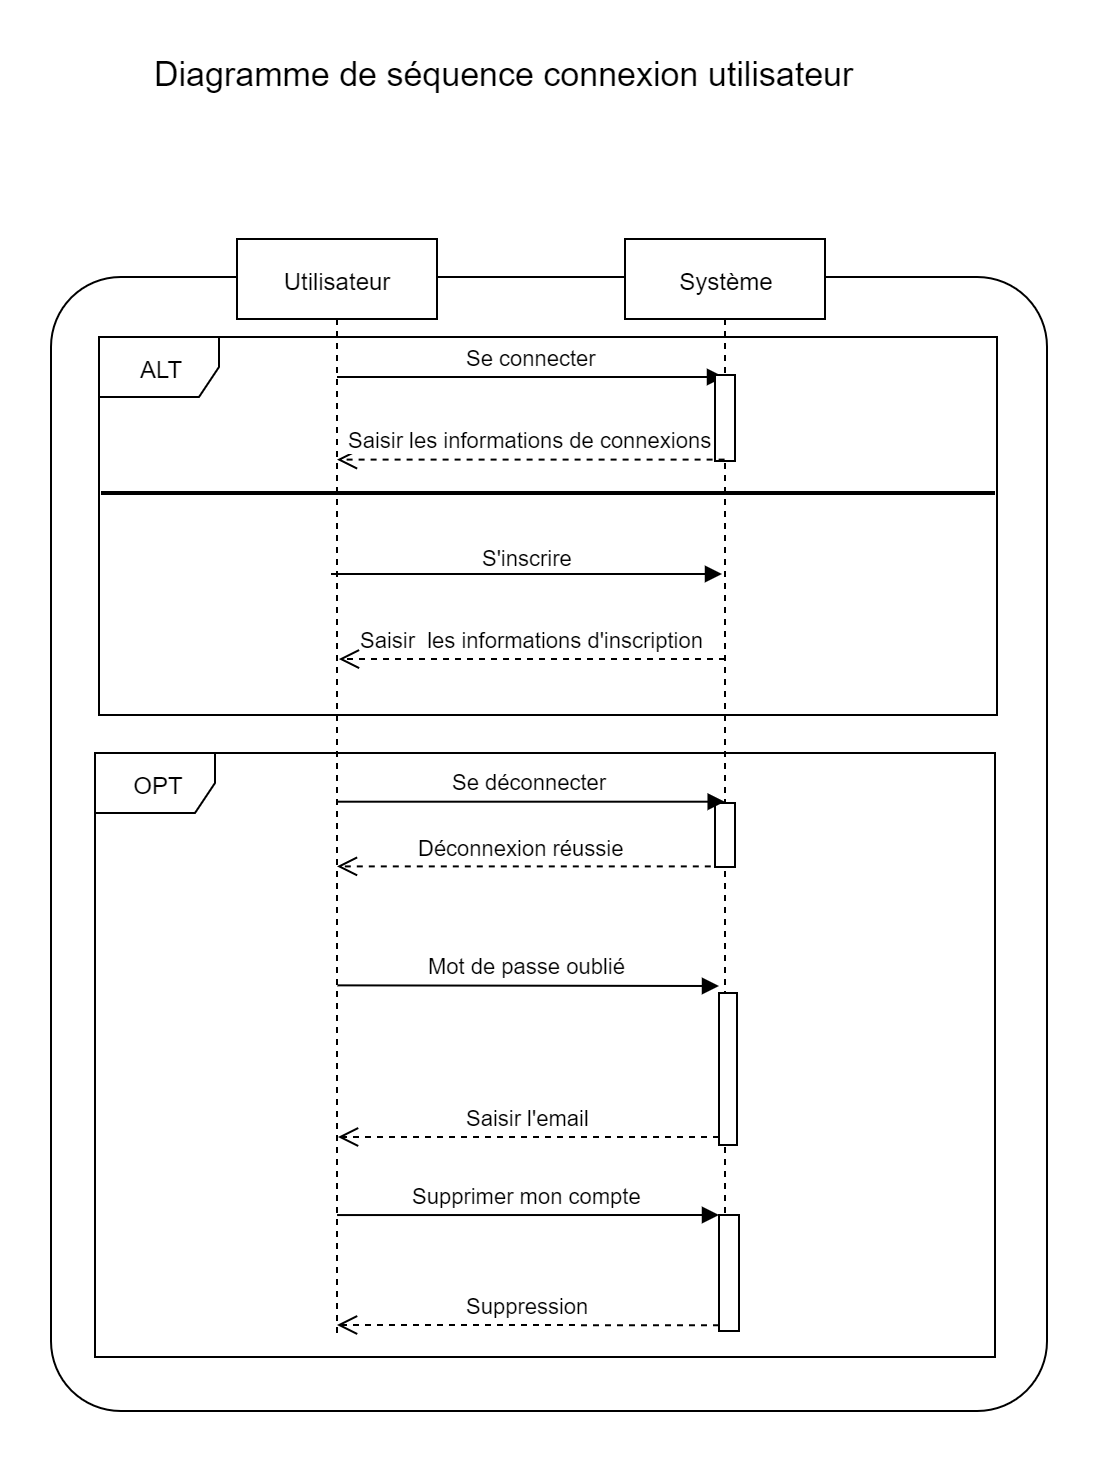 Diagramme de séquence connexion utilisateur
Utilisateur
Système
ALT
Se connecter
Saisir les informations de connexions
S'inscrire
Saisir  les informations d'inscription
OPT
Se déconnecter
Déconnexion réussie
Mot de passe oublié
Saisir l'email
Supprimer mon compte
Suppression